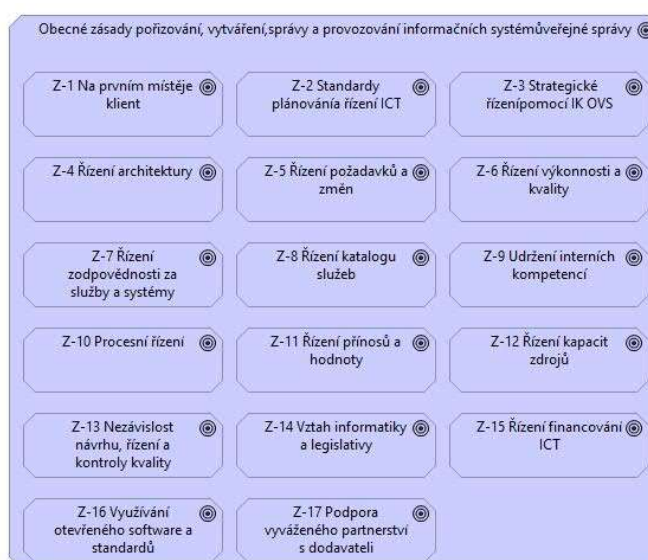 Obecné zásady pořizování, vytváření,správy a provozování informačních systémůveřejné správy
Z-1 Na prvním místěje
klient
Z-2 Standardy
plánovánía řízení ICT
Z-3 Strategické
řízenípomocí IK OVS
Z-4 Řízení architektury
Z-5 Řízení požadavků a
změn
Z-6 Řízení výkonnosti a
kvality
Z-7 Řízení
zodpovědnosti za
služby a systémy
Z-8 Řízení katalogu
služeb
Z-9 Udržení interních
kompetencí
Z-10 Procesní řízení
Z-11 Řízení přínosů a
hodnoty
Z-12 Řízení kapacit
zdrojů
Z-13 Nezávislost
návrhu, řízení a
kontroly kvality
Z-14 Vztah informatiky
a legislativy
Z-15 Řízení financování
ICT
Z-16 Využívání
otevřeného software a
standardů
Z-17 Podpora
vyváženého partnerství
s dodavateli